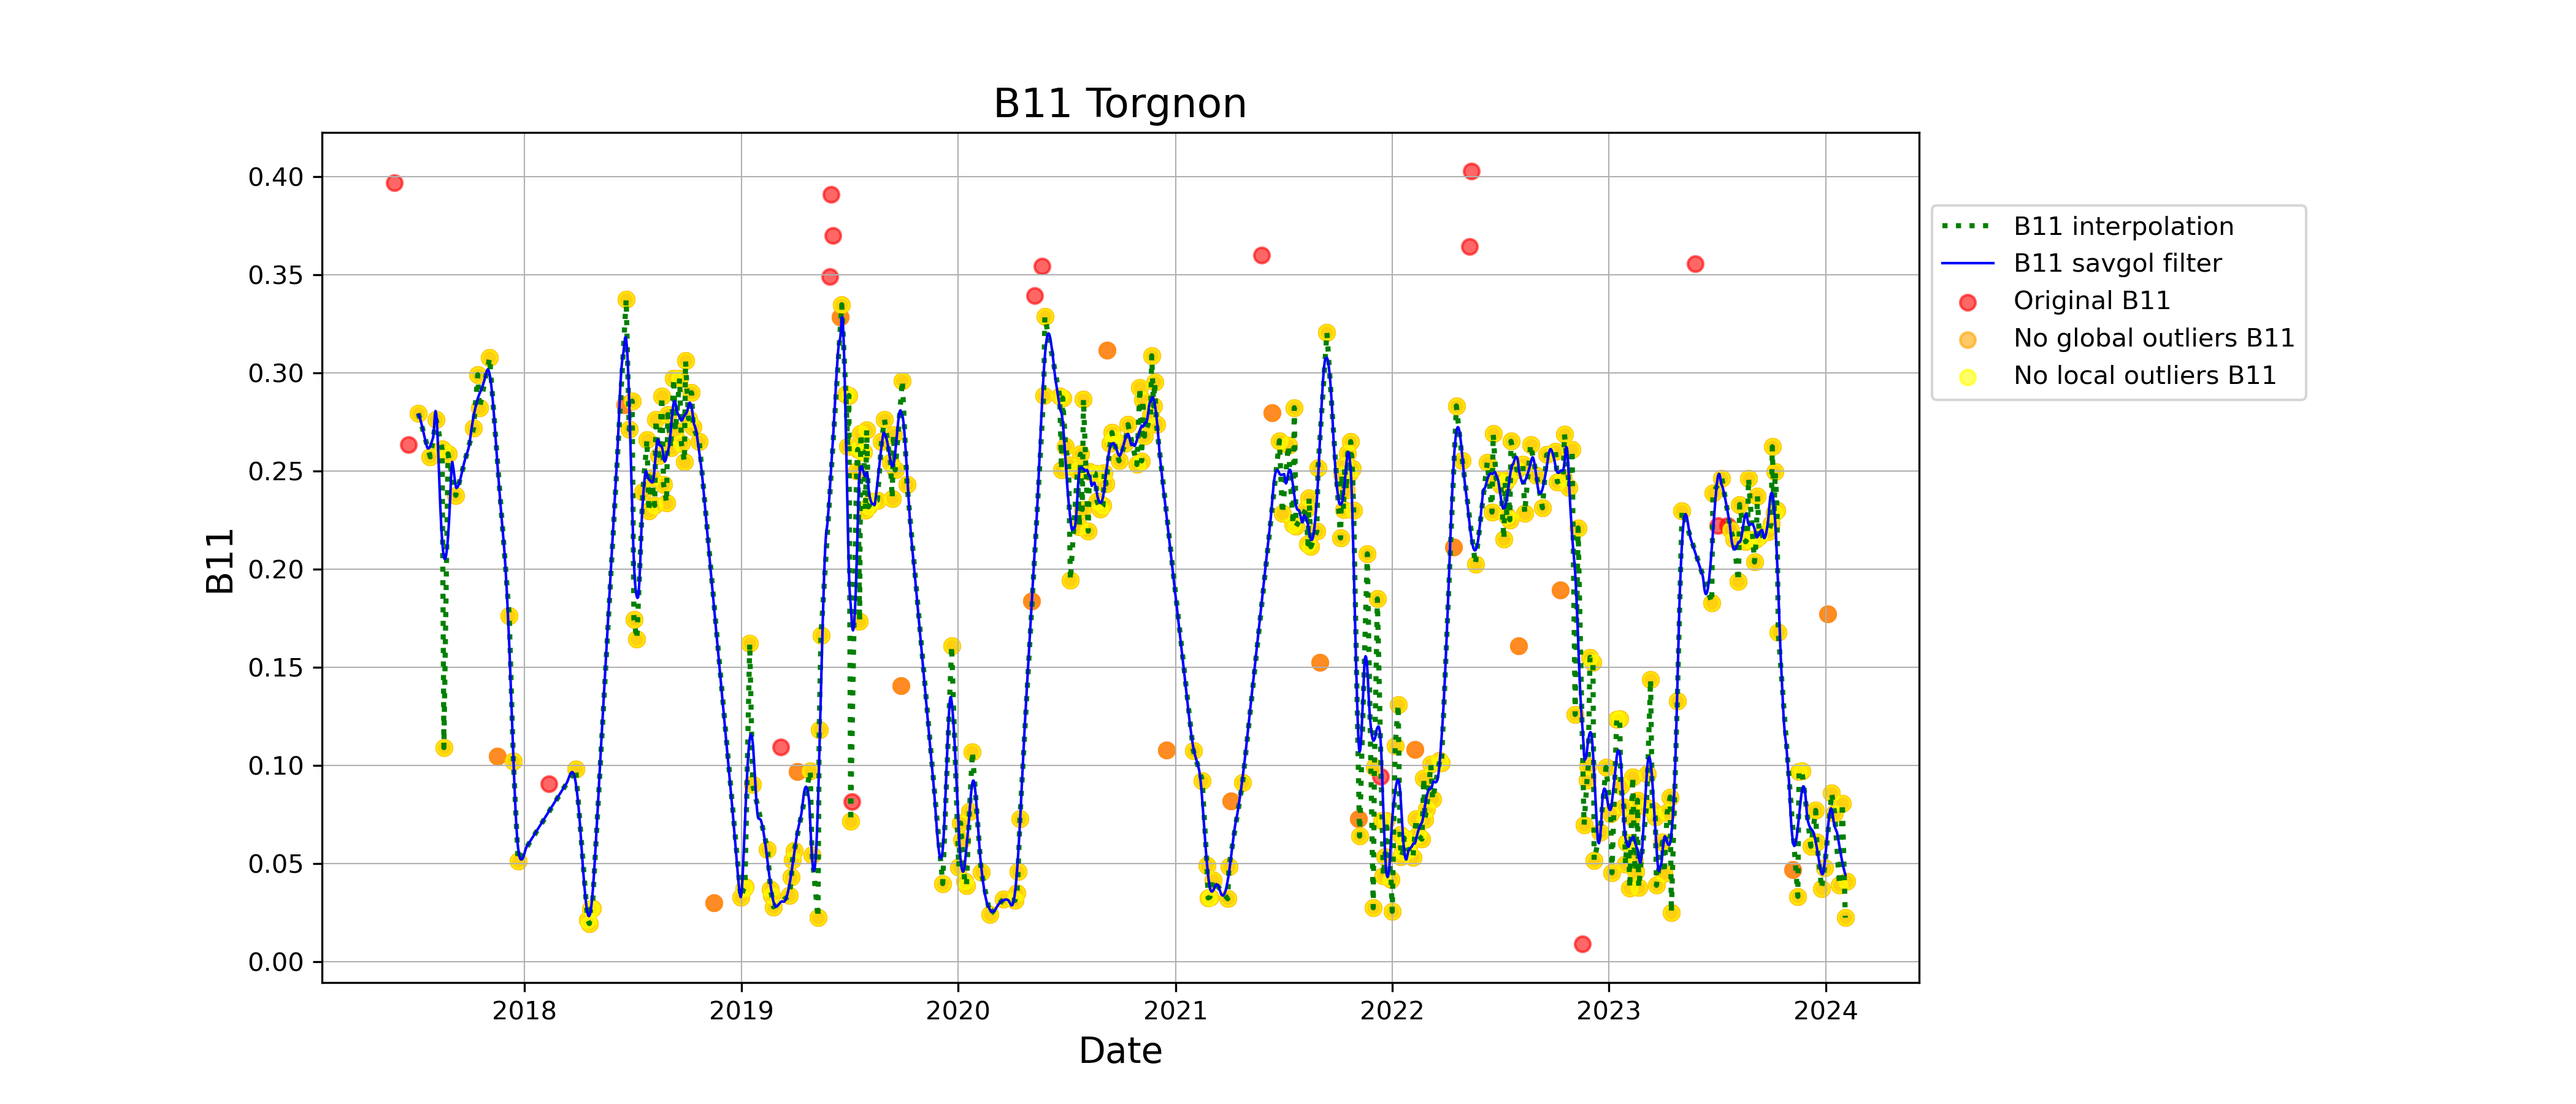 B11 Torgnon
0.40
0.35
0.30
0.25
0.20
0.15
0.10
0.05
0.00
B11
2018 2019 2020 2021 2022 2023 2024
Date
B11 interpolation
B11 savgol filter
Original B11
No global outliers B11
No local outliers B11